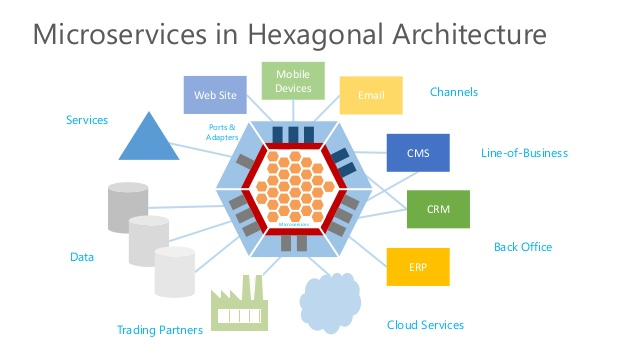 Microservices in Hexagonal Architecture
Mobile
Devices
Web Site
Email
Channels
Services
Ports &
Adapters
CMS
Line-of-Business
CRM
Microservices
Back Office
Data
ERP
Trading Partners
Cloud Services